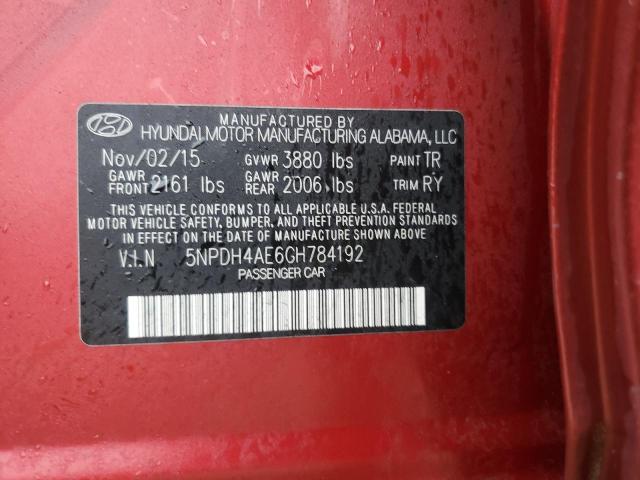 MANUFACTURED BY
HYUNDAI MOTOR MANUFACTURING ALABAMA, LLC
Nov/02/15 GVWR 3880 lbs PAINT TR
GAWR FRONT 2161 lbs GAWR REAR 2006 lbs TRIM RY
THIS VEHICLE CONFORMS TO ALL APPLICABLE U.S.A. FEDERAL
MOTOR VEHICLE SAFETY, BUMPER, AND THEFT PREVENTION STANDARDS
IN EFFECT ON THE DATE OF MANUFACTURE SHOWN ABOVE
V.I.N 5NPDH4AE6GH784192
PASSENGER CAR